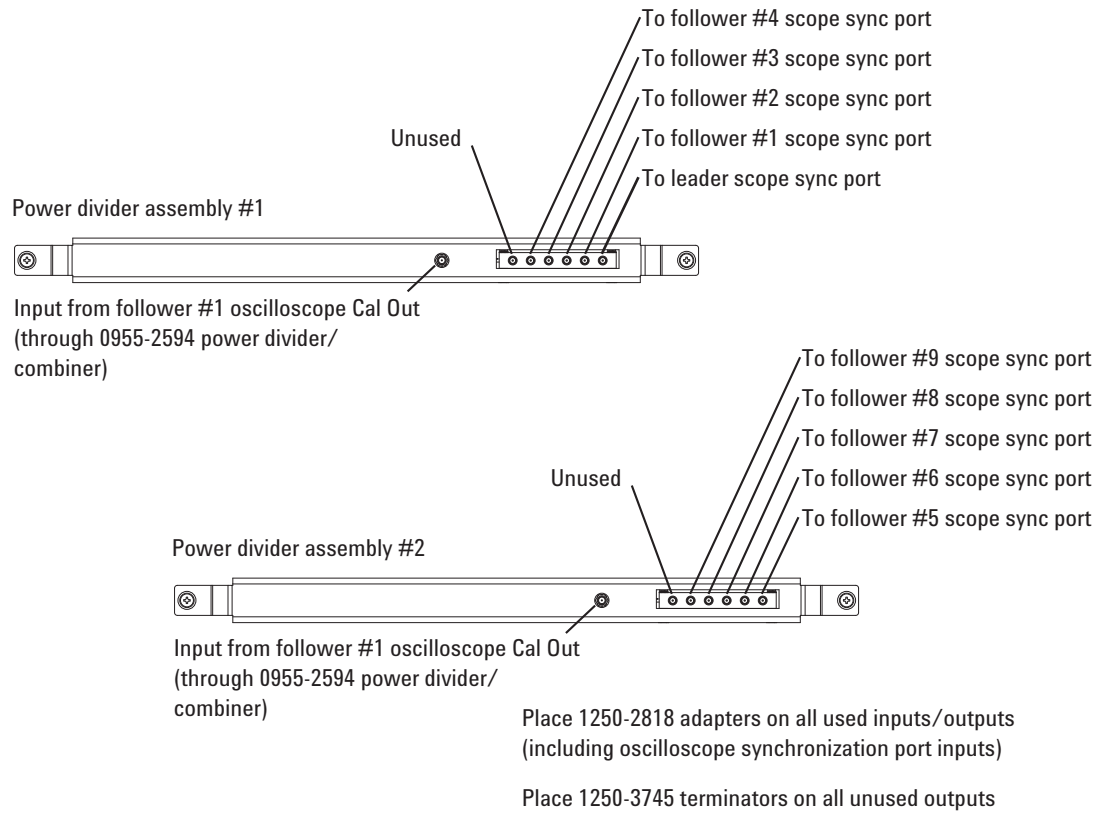 To follower #4 scope sync port
To follower #3 scope sync port
To follower #2 scope sync port
Unused
To follower #1 scope sync port
To leader scope sync port
Power divider assembly #1
Input from follower #1 oscilloscope Cal Out
(through 0955-2594 power divider/
combiner)
To follower #9 scope sync port
To follower #8 scope sync port
To follower #7 scope sync port
Unused
To follower #6 scope sync port
To follower #5 scope sync port
Power divider assembly #2
Input from follower #1 oscilloscope Cal Out
(through 0955-2594 power divider/
combiner)
Place 1250-2818 adapters on all used inputs/outputs
(including oscilloscope synchronization port inputs)
Place 1250-3745 terminators on all unused outputs